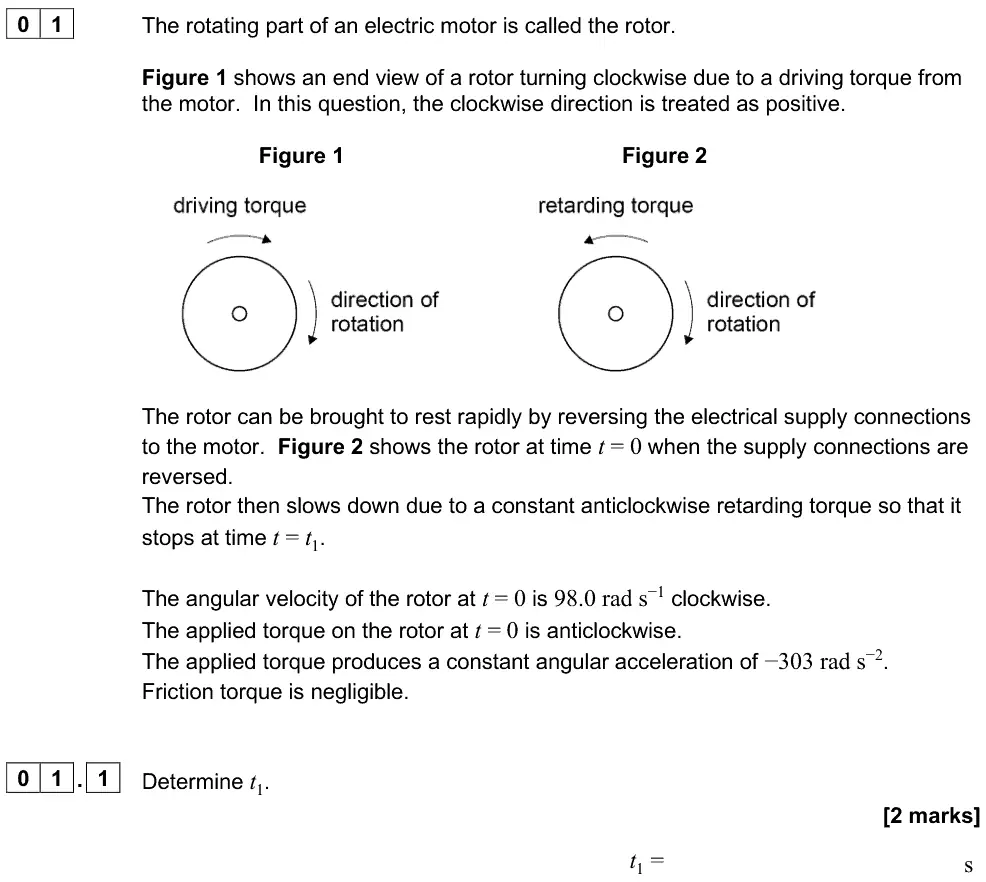 0 1 The rotating part of an electric motor is called the rotor.
Figure 1 shows an end view of a rotor turning clockwise due to a driving torque from
the motor. In this question, the clockwise direction is treated as positive.
Figure 1 Figure 2
driving torque retarding torque
direction of direction of
rotation rotation
The rotor can be brought to rest rapidly by reversing the electrical supply connections
to the motor. Figure 2 shows the rotor at time t = 0 when the supply connections are
reversed.
The rotor then slows down due to a constant anticlockwise retarding torque so that it
stops at time t = t₁.
The angular velocity of the rotor at t = 0 is 98.0 rad s⁻¹ clockwise.
The applied torque on the rotor at t = 0 is anticlockwise.
The applied torque produces a constant angular acceleration of −303 rad s⁻².
Friction torque is negligible.
0 1 . 1 Determine t₁.
[2 marks]
t₁ = s